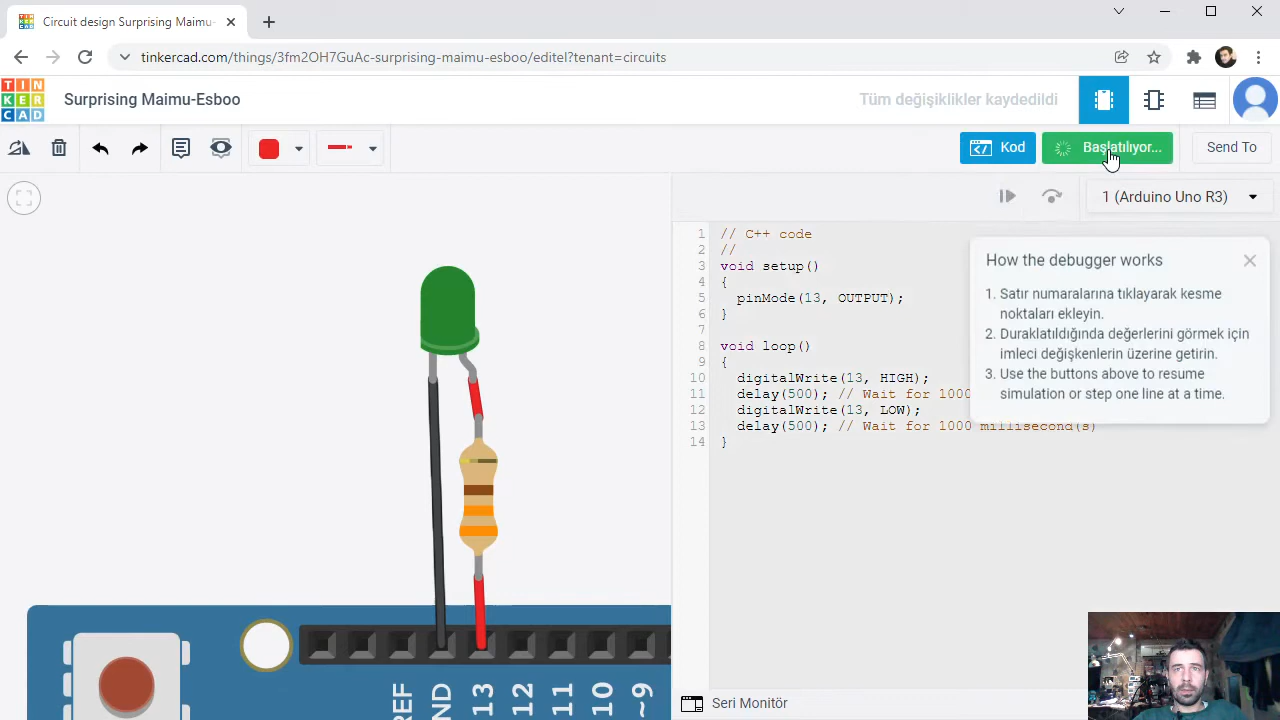 Circuit design Surprising Maimu-
tinkercad.com/things/3fm2OH7GuAc-surprising-maimu-esboo/editel?tenant=circuits
TIN
KER
CAD
Surprising Maimu-Esboo
Tüm değişiklikler kaydedildi
Kod
Başlatılıyor...
Send To
1 (Arduino Uno R3)
1 // C++ code
2 //
3 void setup()
4 {
5 pinMode(13, OUTPUT);
6 }
7
8 void loop()
9 {
10 digitalWrite(13, HIGH);
11 delay(500); // Wait for 1000
12 digitalWrite(13, LOW);
13 delay(500); // Wait for 1000 millisecond(s)
14 }
How the debugger works
1. Satır numaralarına tıklayarak kesme
noktaları ekleyin.
2. Duraklatıldığında değerlerini görmek için
imleci değişkenlerin üzerine getirin.
3. Use the buttons above to resume
simulation or step one line at a time.
REF
GND
13
12
11
10
~9
Seri Monitör